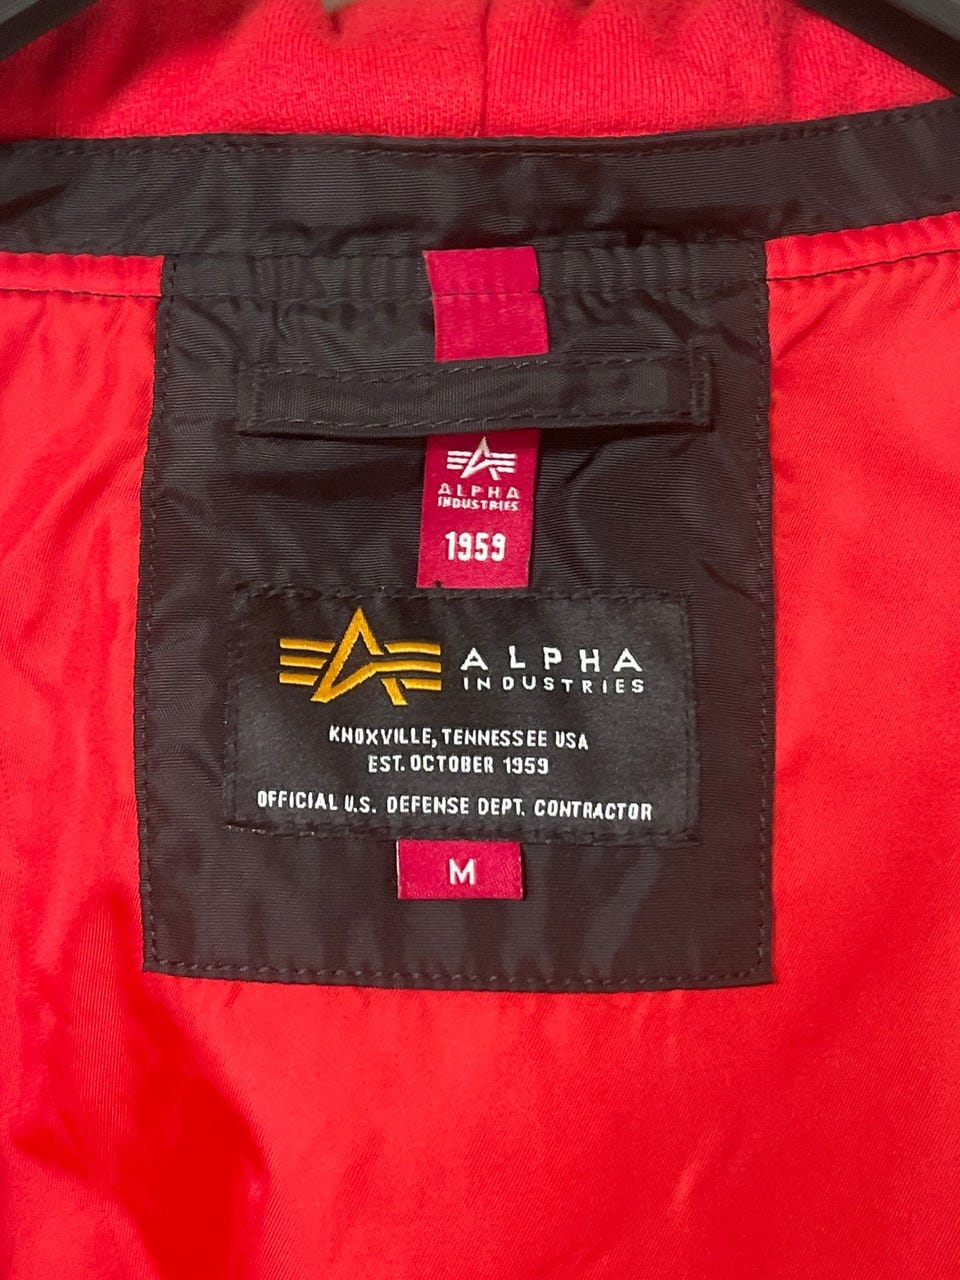 ALPHA
INDUSTRIES
1959
ALPHA
INDUSTRIES
KNOXVILLE, TENNESSEE USA
EST. OCTOBER 1959
OFFICIAL U.S. DEFENSE DEPT. CONTRACTOR
M